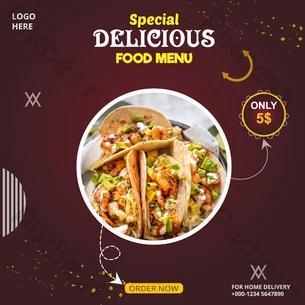 LOGO
HERE
Special
DELICIOUS
FOOD MENU
ONLY
5$
ORDER NOW
FOR HOME DELIVERY
+000-1234 5647890